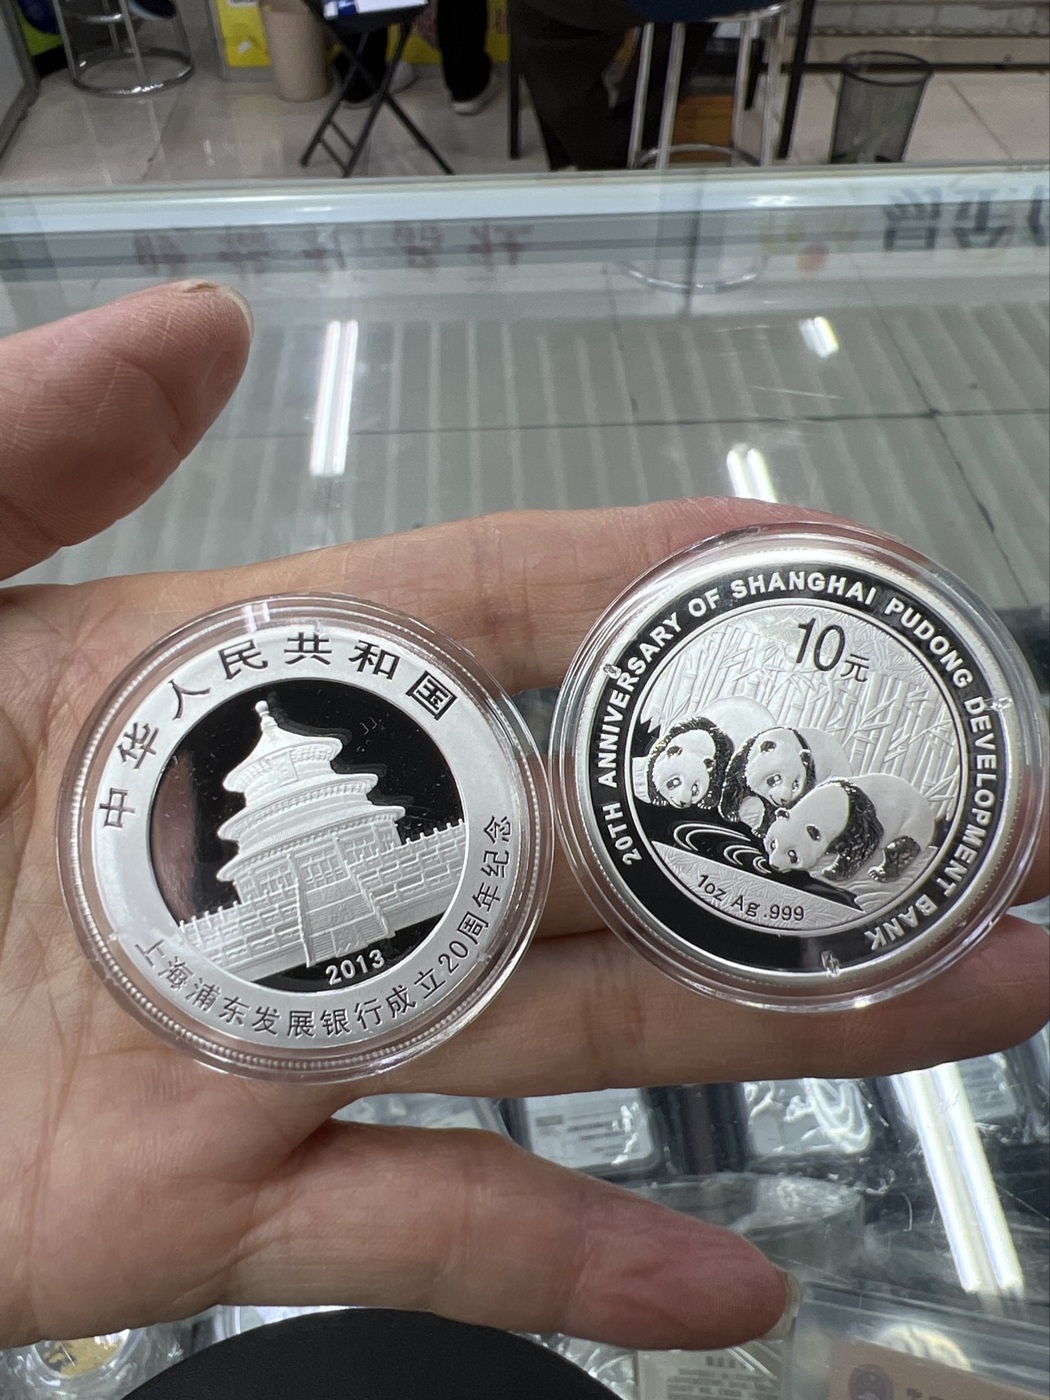 中华人民共和国
2013
上海浦东发展银行成立20周年纪念
20TH ANNIVERSARY OF SHANGHAI PUDONG DEVELOPMENT BANK
10元
1oz Ag .999